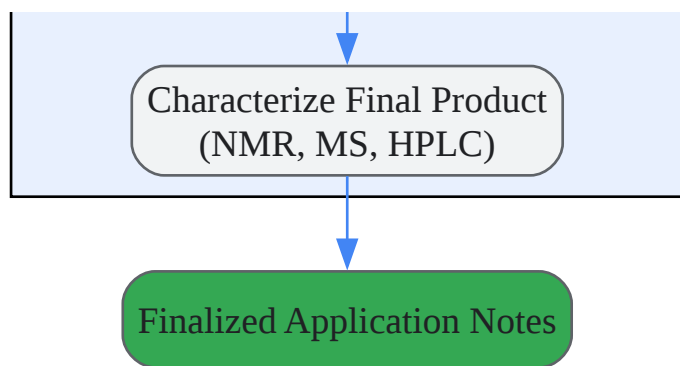 Characterize Final Product
(NMR, MS, HPLC)
Finalized Application Notes